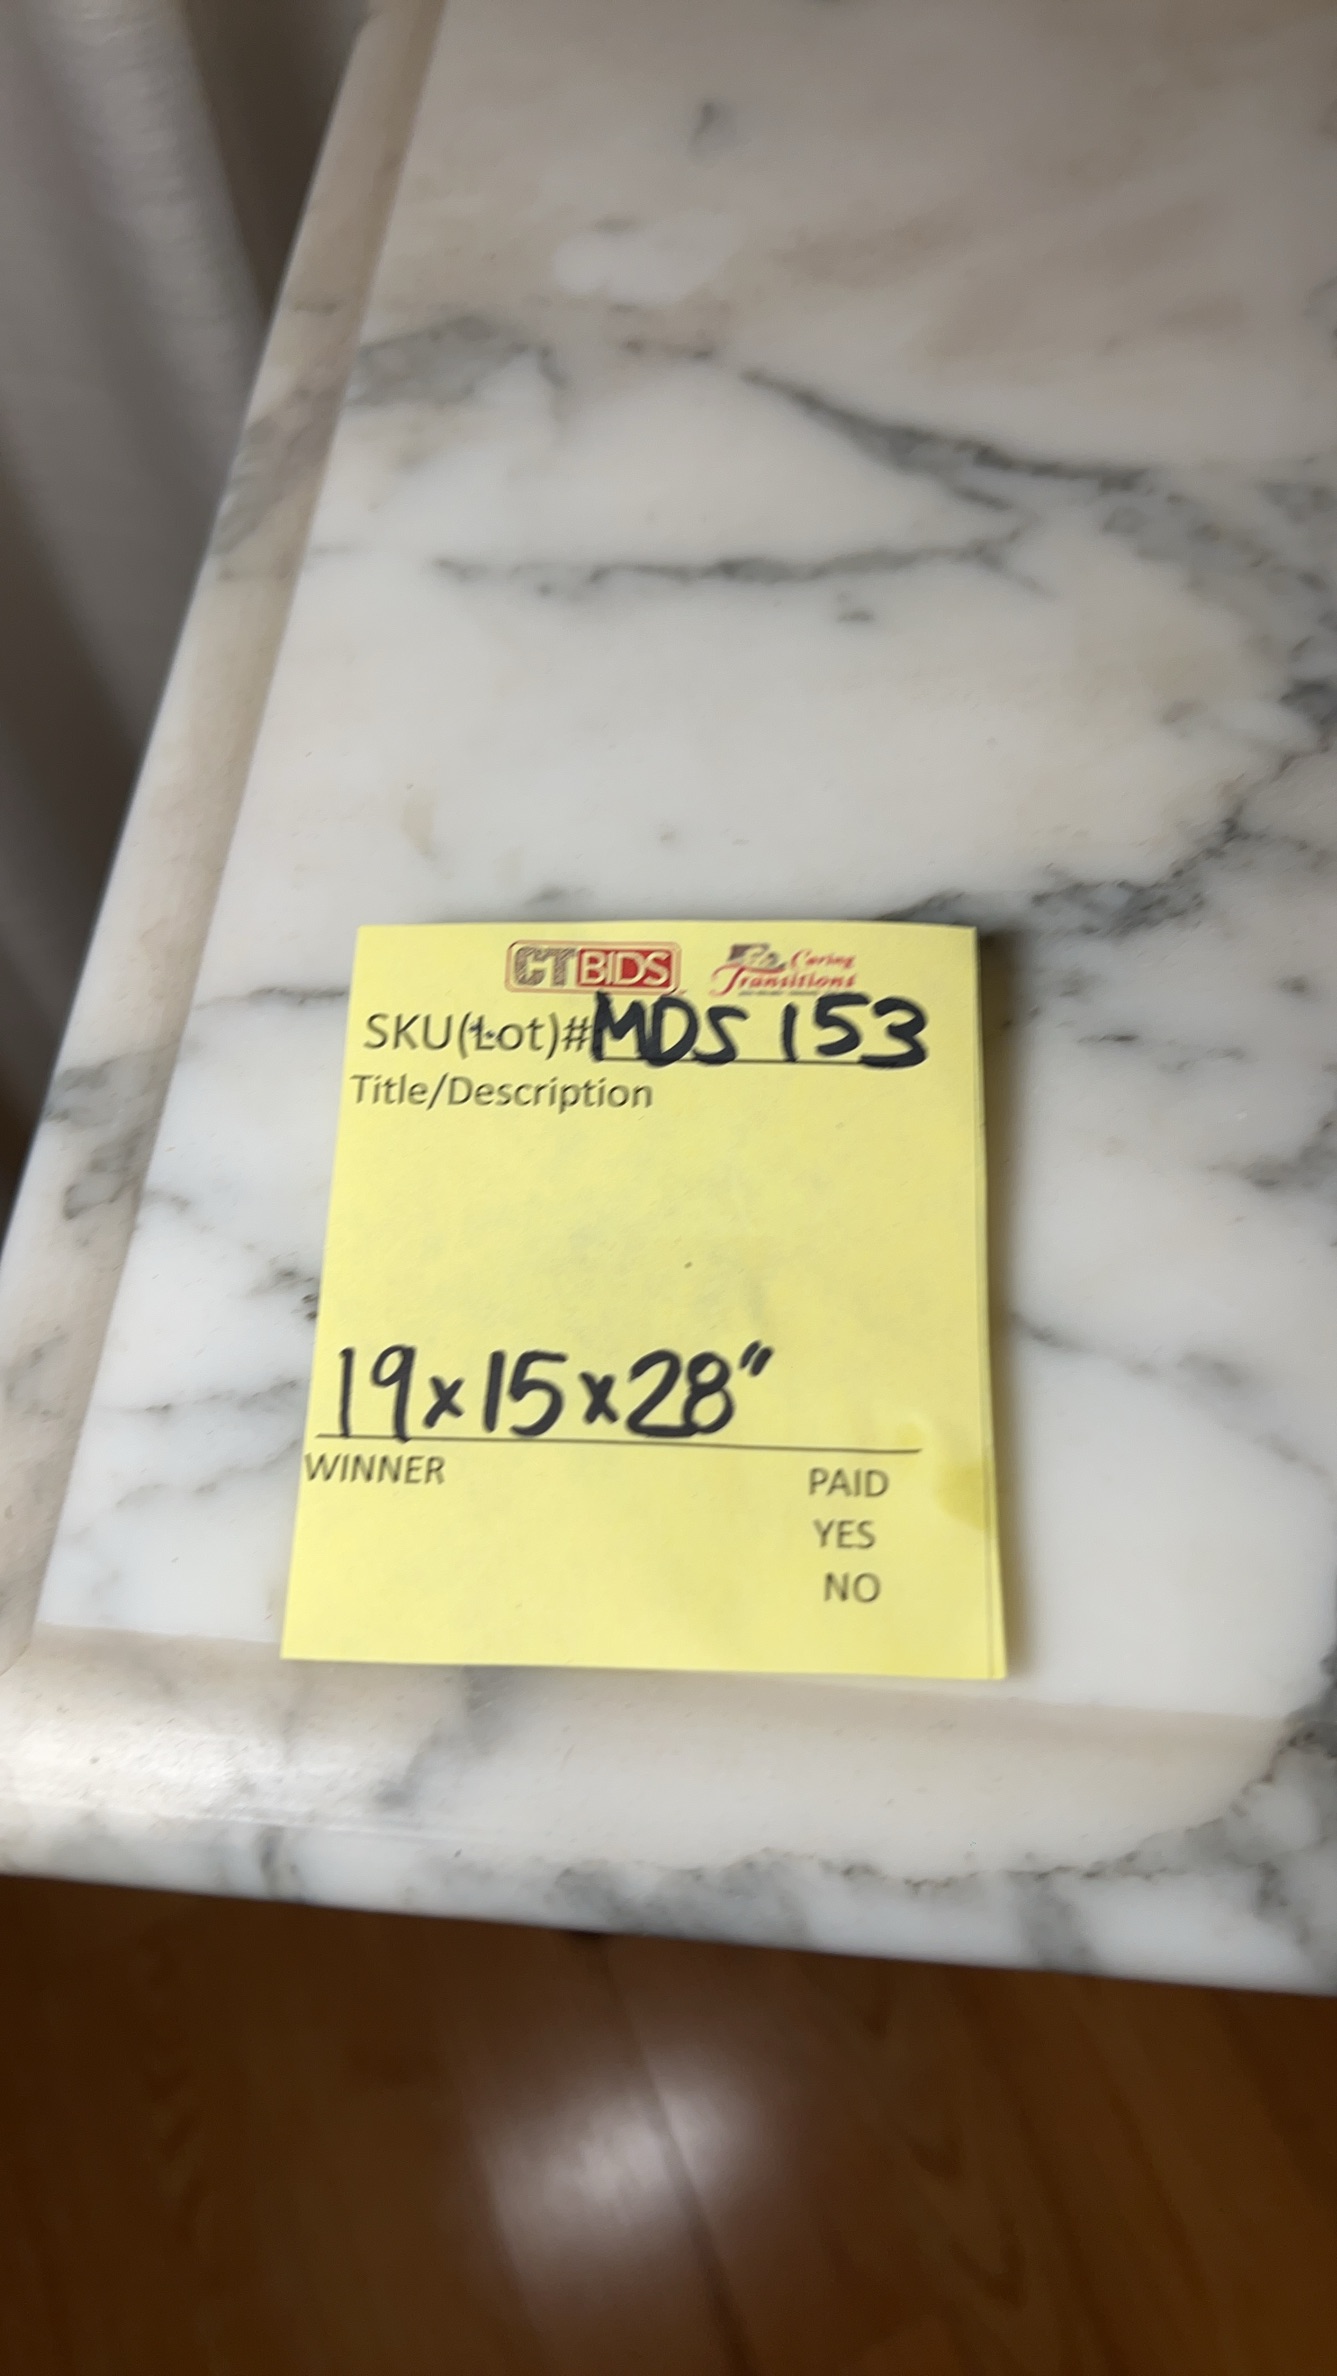 CTBIDS Caring Transitions
SKU(Lot)# MDS 153
Title/Description
19x15x28"
WINNER PAID
YES
NO